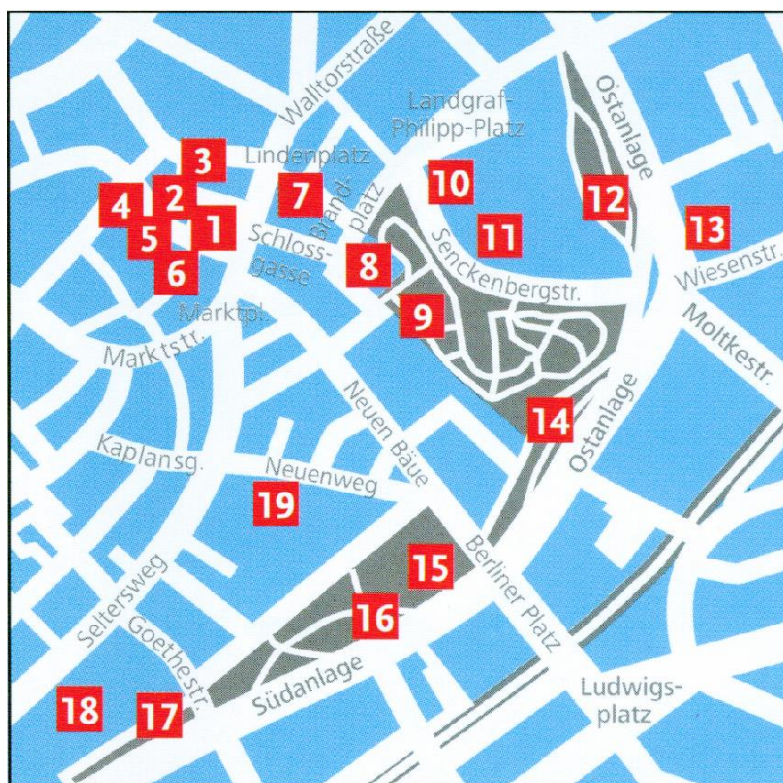 Walltorstraße
Landgraf-
Philipp-Platz
Ostanlage
3
Lindenplatz
4
2
7
Brand-
platz
10
12
5
1
Schloss-
gasse
11
13
6
8
Senckenbergstr.
Wiesenstr.
Marktpl.
9
Marktstr.
Moltkestr.
Neuen Bäue
14
Ostanlage
Kaplansg.
Neuenweg
19
Seltersweg
15
Berliner Platz
16
Goethestr.
Südanlage
Ludwigs-
platz
18
17